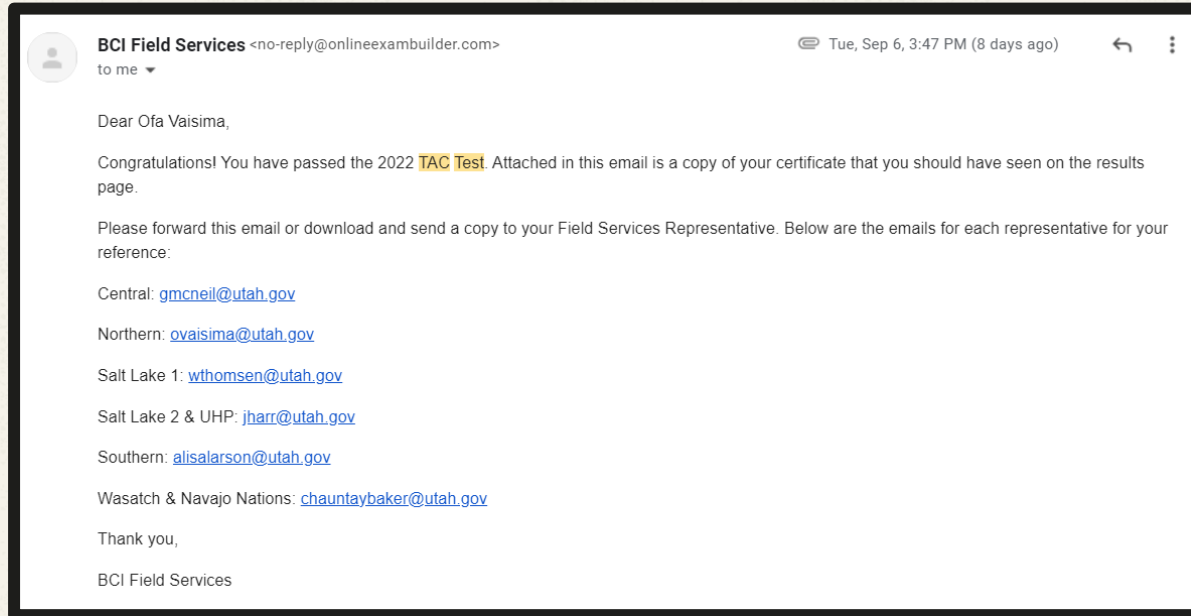 BCI Field Services <no-reply@onlineexambuilder.com>
Tue, Sep 6, 3:47 PM (8 days ago)
to me
Dear Ofa Vaisima,
Congratulations! You have passed the 2022 TAC Test. Attached in this email is a copy of your certificate that you should have seen on the results
page.
Please forward this email or download and send a copy to your Field Services Representative. Below are the emails for each representative for your
reference:
Central: gmcneil@utah.gov
Northern: ovaisima@utah.gov
Salt Lake 1: wthomsen@utah.gov
Salt Lake 2 & UHP: jharr@utah.gov
Southern: alisalarson@utah.gov
Wasatch & Navajo Nations: chauntaybaker@utah.gov
Thank you,
BCI Field Services